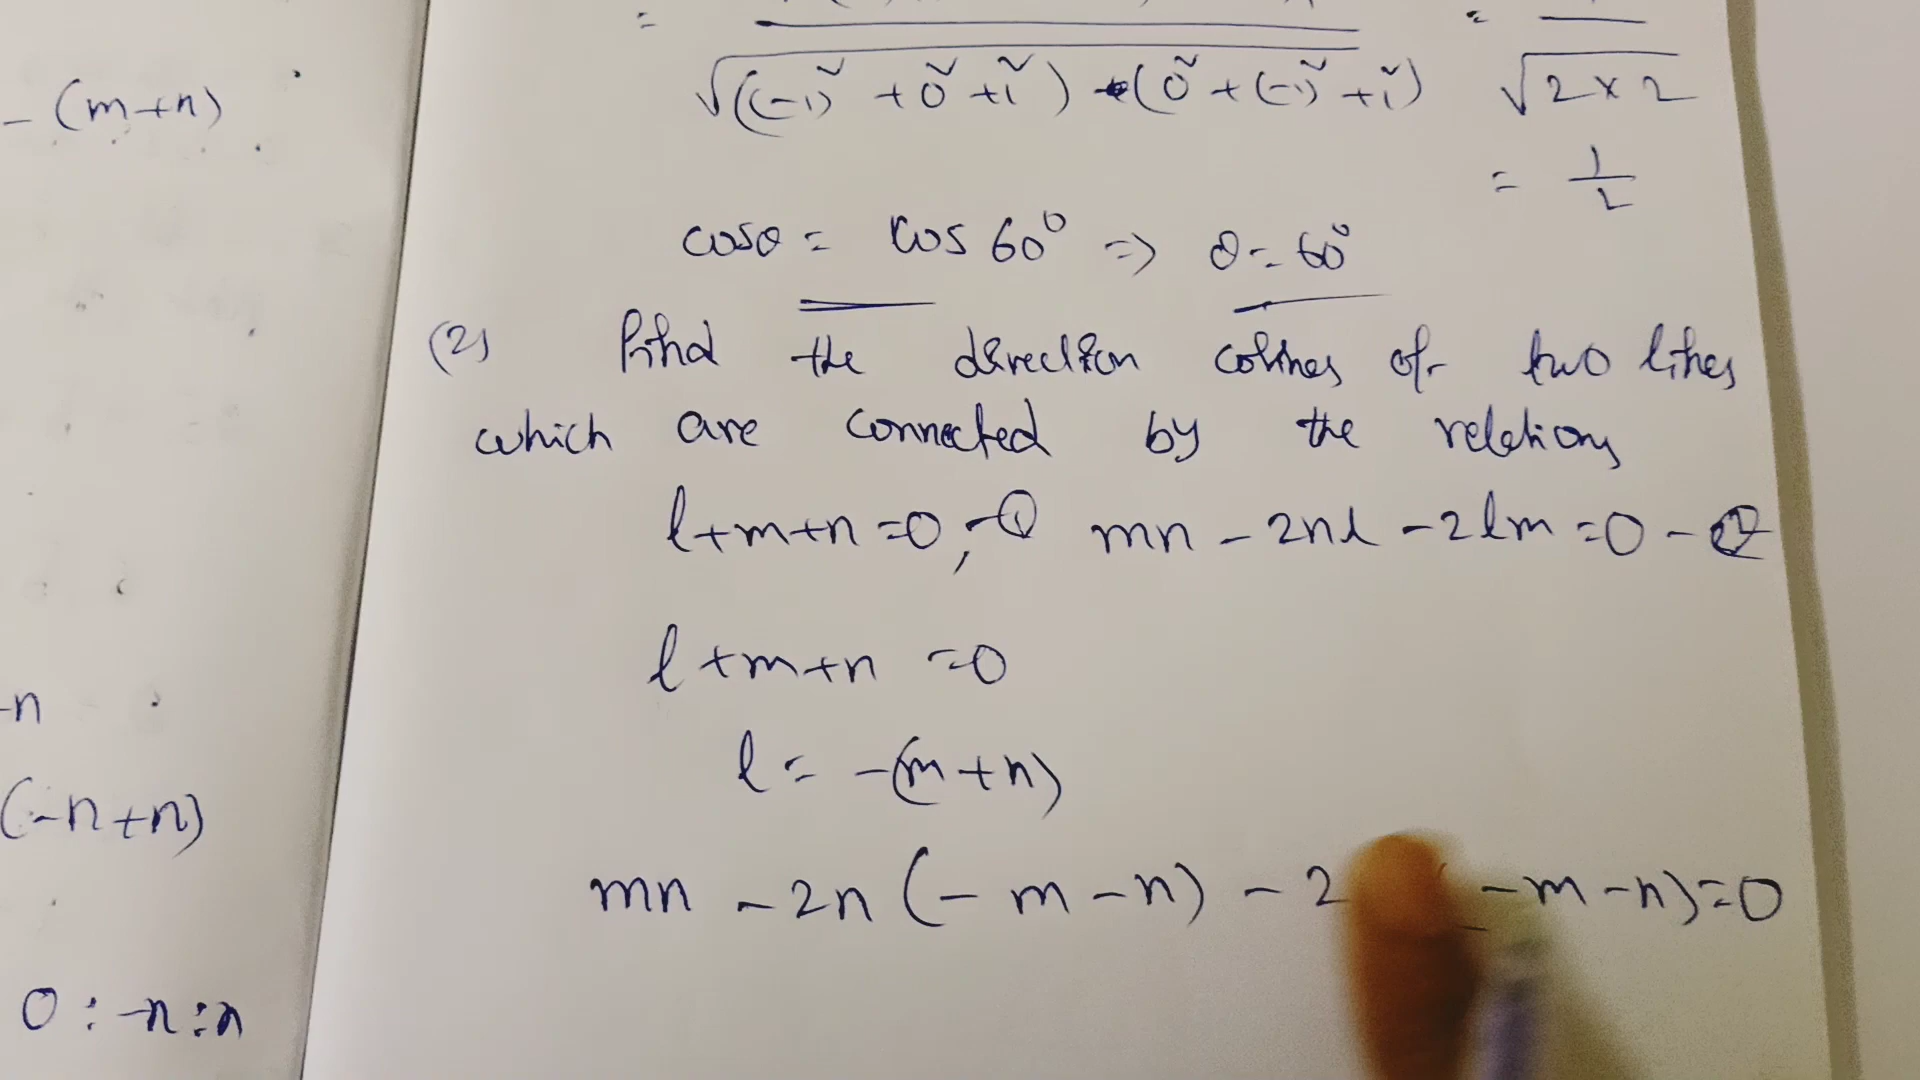 - (m+n)
-n
(-n+n)
0 : -n : n
=
=
√((-1)² + 0² + 1²) (0² + (-1)² + 1²)
√2 × 2
= 1/2
cosθ = cos 60° => θ = 60°
(2) Find the direction cosines of two lines
which are connected by the relations
l+m+n=0, -① mn - 2nl - 2lm = 0 - ②
l+m+n = 0
l = -(m+n)
mn - 2n (- m - n) - 2 (-m-n) = 0